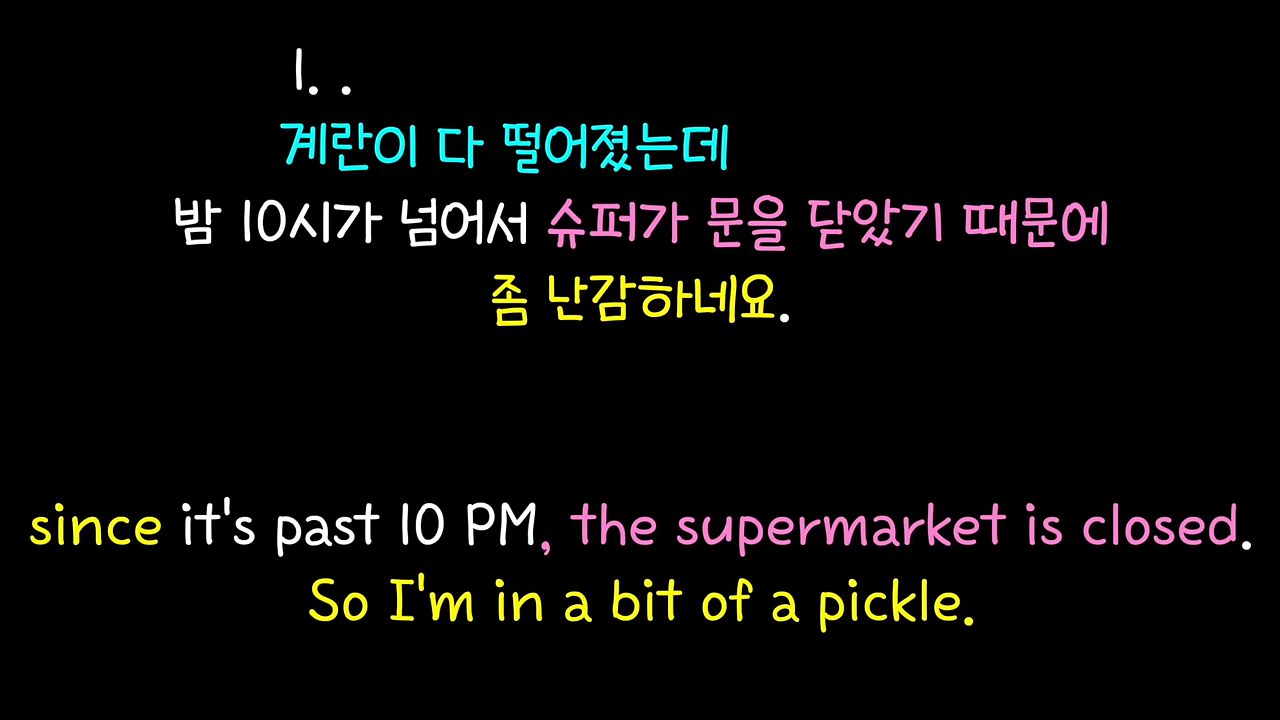 1. .
계란이 다 떨어졌는데
밤 10시가 넘어서 슈퍼가 문을 닫았기 때문에
좀 난감하네요.
since it's past 10 PM, the supermarket is closed.
So I'm in a bit of a pickle.